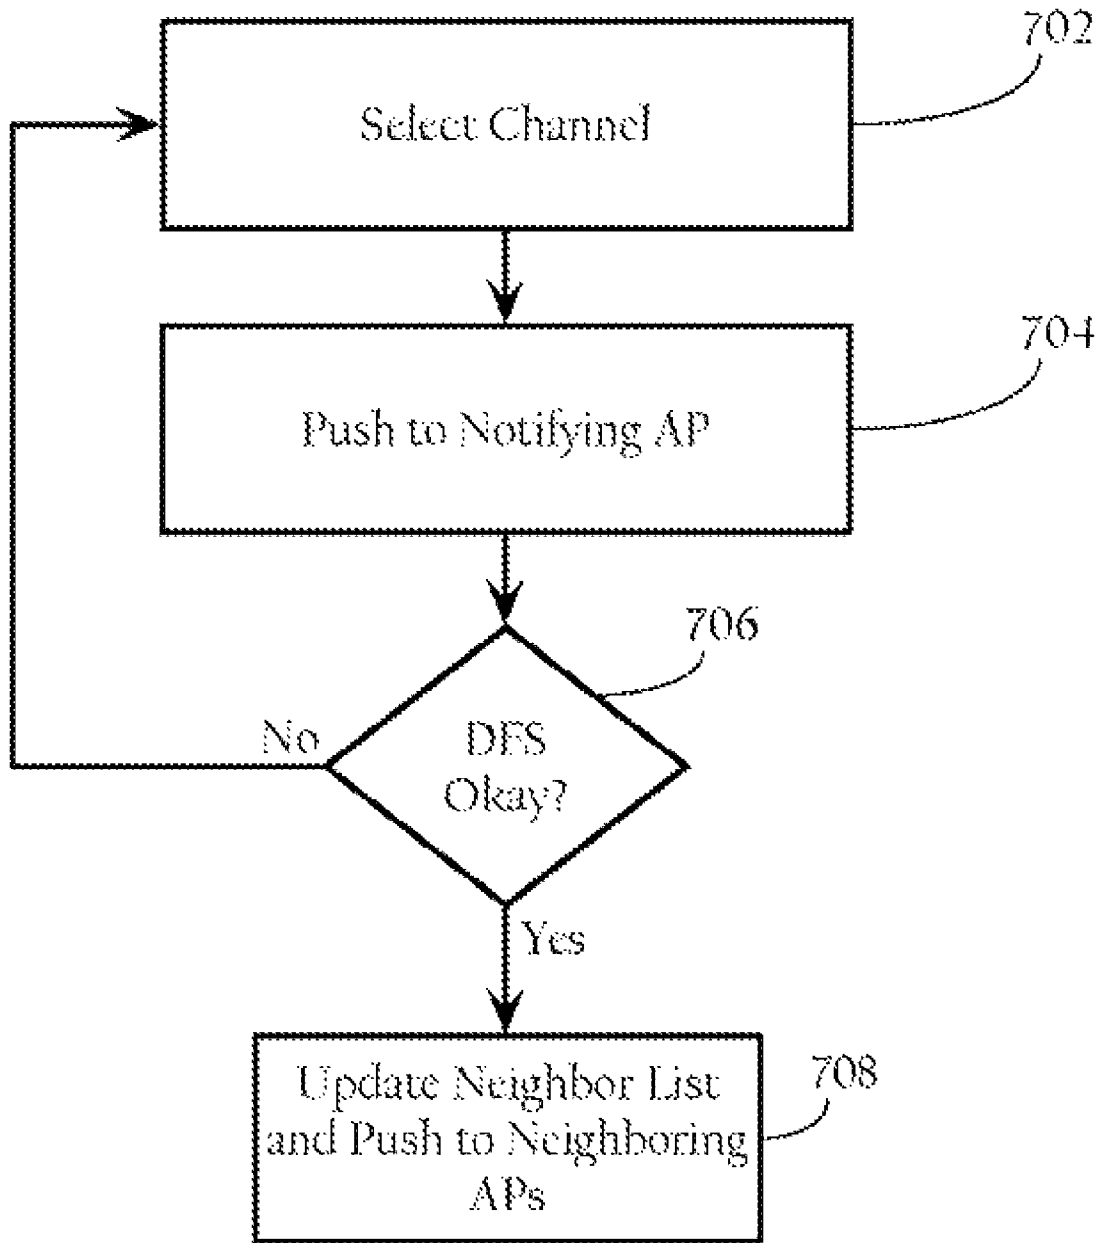 702
Select Channel
704
Push to Notifying AP
706
No
DFS
Okay?
Yes
708
Update Neighbor List
and Push to Neighboring
APs